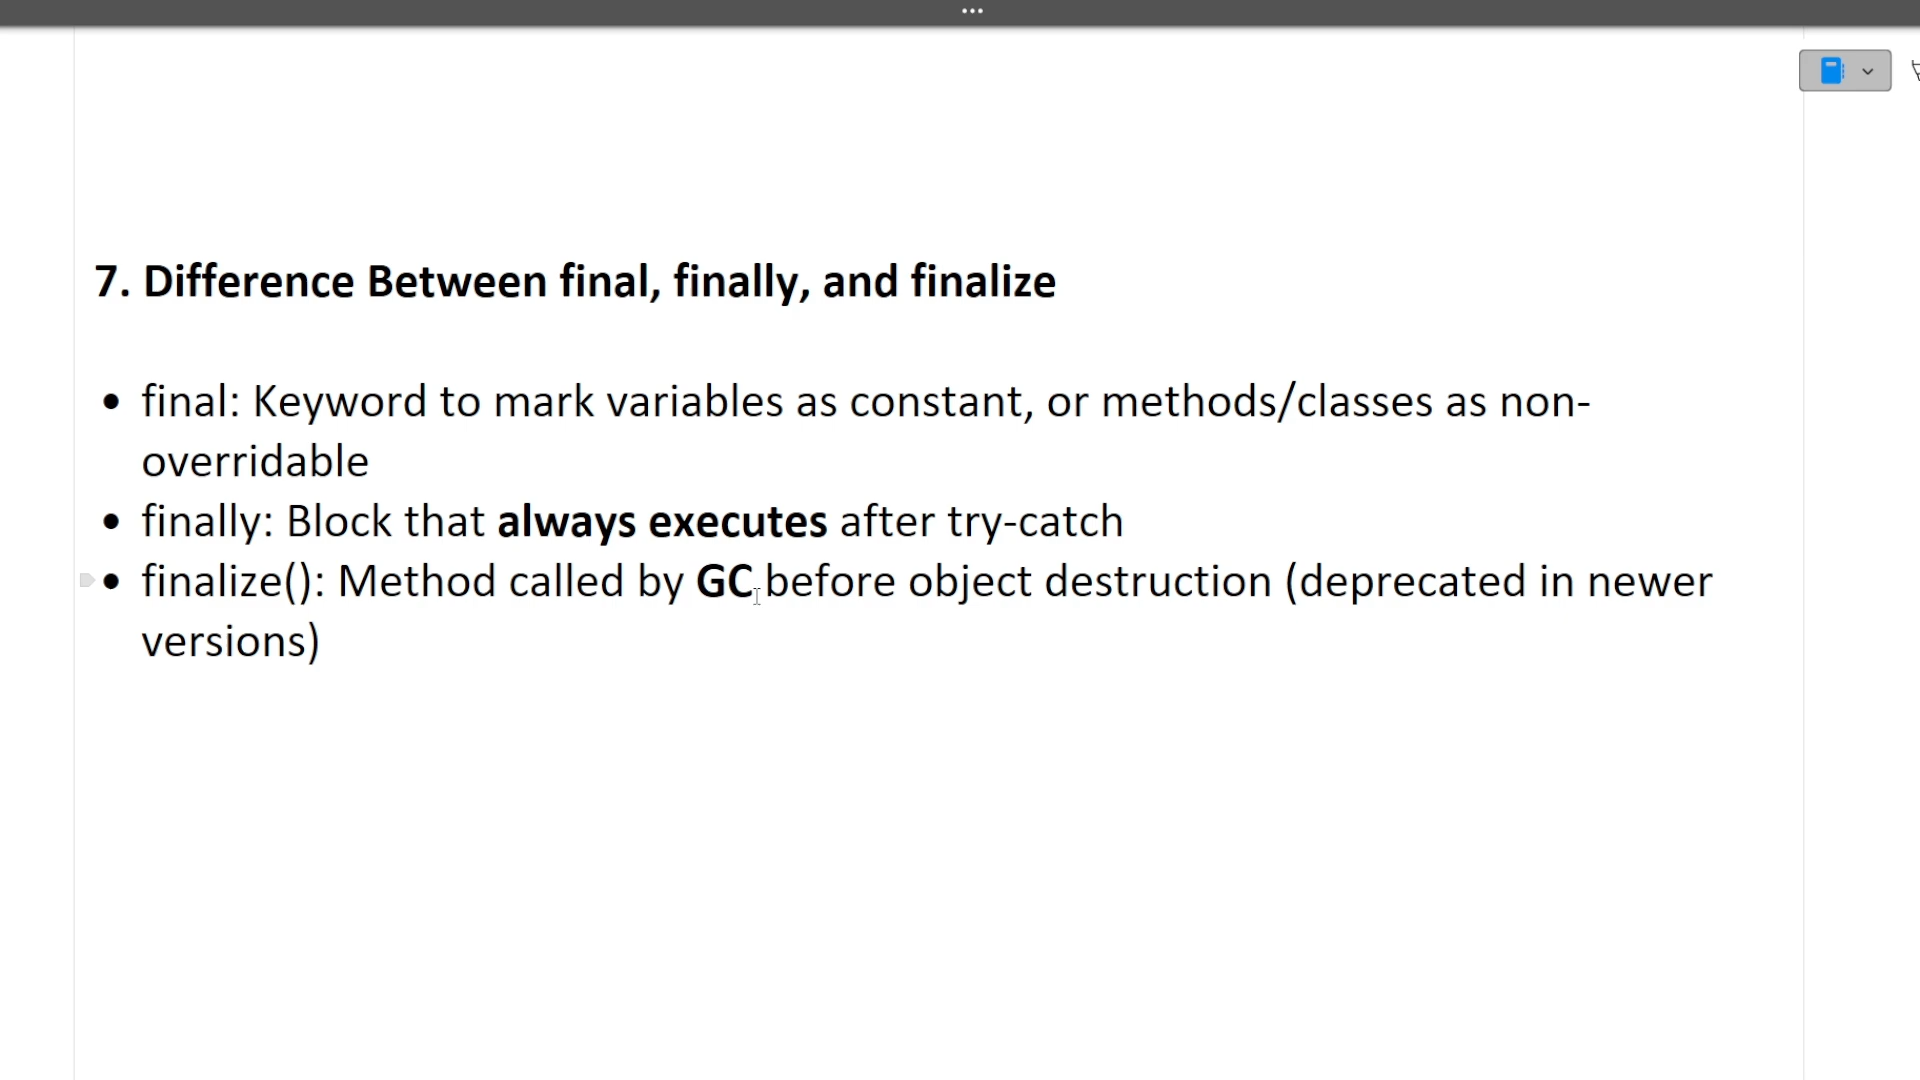 7. Difference Between final, finally, and finalize
• final: Keyword to mark variables as constant, or methods/classes as non-
overridable
• finally: Block that always executes after try-catch
• finalize(): Method called by GC before object destruction (deprecated in newer
versions)